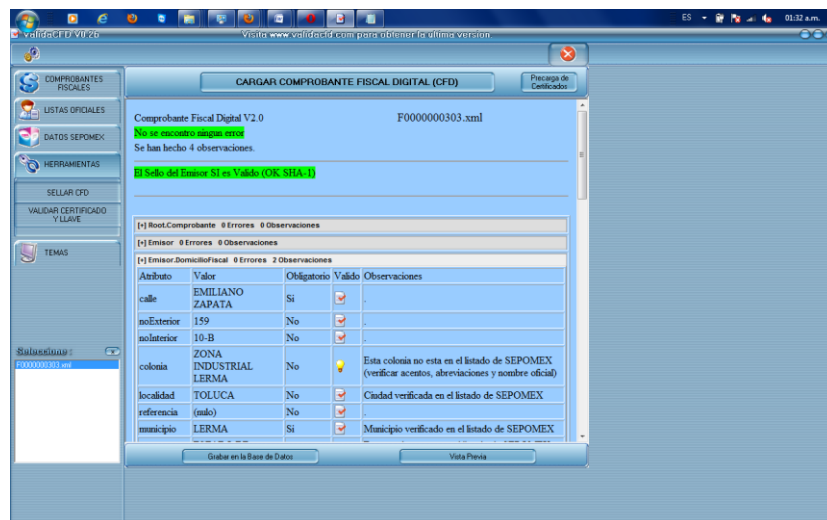 ES
01:32 a.m.
ValidaCFD V0.26
Visita www.validacfd.com para obtener la ultima version
COMPROBANTES
FISCALES
CARGAR COMPROBANTE FISCAL DIGITAL (CFD)
Precarga de
Certificados
LISTAS OFICIALES
DATOS SEPOMEX
HERRAMIENTAS
SELLAR CFD
VALIDAR CERTIFICADO
Y LLAVE
TEMAS
Seleccione :
F0000000303.xml
Comprobante Fiscal Digital V2.0 F0000000303.xml
No se encontro ningun error
Se han hecho 4 observaciones.
El Sello del Emisor SI es Valido (OK SHA-1)
[+] Root.Comprobante 0 Errores 0 Observaciones
[+] Emisor 0 Errores 0 Observaciones
[+] Emisor.DomicilioFiscal 0 Errores 2 Observaciones
Atributo Valor Obligatorio Valido Observaciones
calle EMILIANO ZAPATA Si .
noExterior 159 No .
noInterior 10-B No .
colonia ZONA INDUSTRIAL LERMA No Esta colonia no esta en el listado de SEPOMEX (verificar acentos, abreviaciones y nombre oficial)
localidad TOLUCA No Ciudad verificada en el listado de SEPOMEX
referencia (nulo) No .
municipio LERMA Si Municipio verificado en el listado de SEPOMEX
Grabar en la Base de Datos
Vista Previa